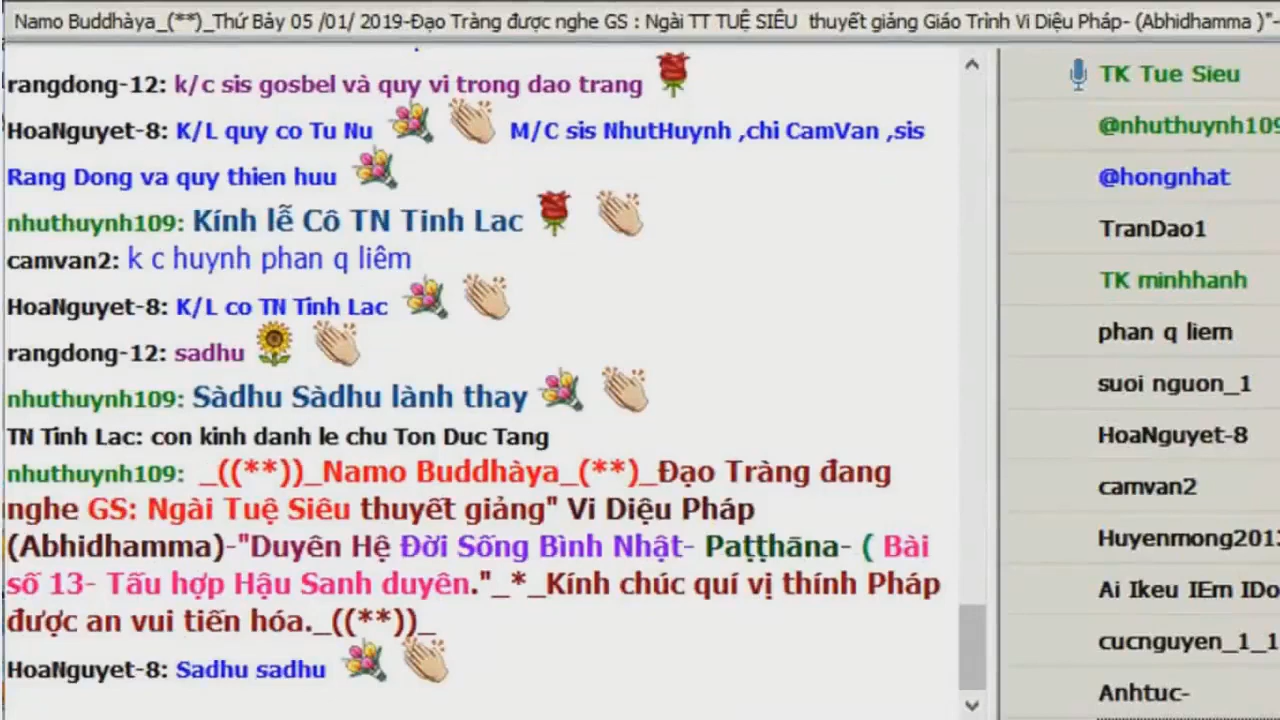 Namo Buddhàya_(**)_Thứ Bảy 05 /01/ 2019-Đạo Tràng được nghe GS : Ngài TT TUỆ SIÊU thuyết giảng Giáo Trình Vi Diệu Pháp- (Abhidhamma )"-
rangdong-12: k/c sis gosbel và quy vi trong dao trang
HoaNguyet-8: K/L quy co Tu Nu M/C sis NhutHuynh ,chi CamVan ,sis
Rang Dong va quy thien huu
nhuthuynh109: Kính lễ Cô TN Tinh Lac
camvan2: k c huynh phan q liêm
HoaNguyet-8: K/L co TN Tinh Lac
rangdong-12: sadhu
nhuthuynh109: Sàdhu Sàdhu lành thay
TN Tinh Lac: con kinh danh le chu Ton Duc Tang
nhuthuynh109: _((**))_Namo Buddhàya_(**)_Đạo Tràng đang
nghe GS: Ngài Tuệ Siêu thuyết giảng" Vi Diệu Pháp
(Abhidhamma)-"Duyên Hệ Đời Sống Bình Nhật- Paṭṭhāna- ( Bài
số 13- Tấu hợp Hậu Sanh duyên."_*_Kính chúc quí vị thính Pháp
được an vui tiến hóa._((**))_
HoaNguyet-8: Sadhu sadhu
TK Tue Sieu
@nhuthuynh109
@hongnhat
TranDao1
TK minhhanh
phan q liem
suoi nguon_1
HoaNguyet-8
camvan2
Huyenmong2013
Ai Ikeu IEm IDo
cucnguyen_1_1
Anhtuc-